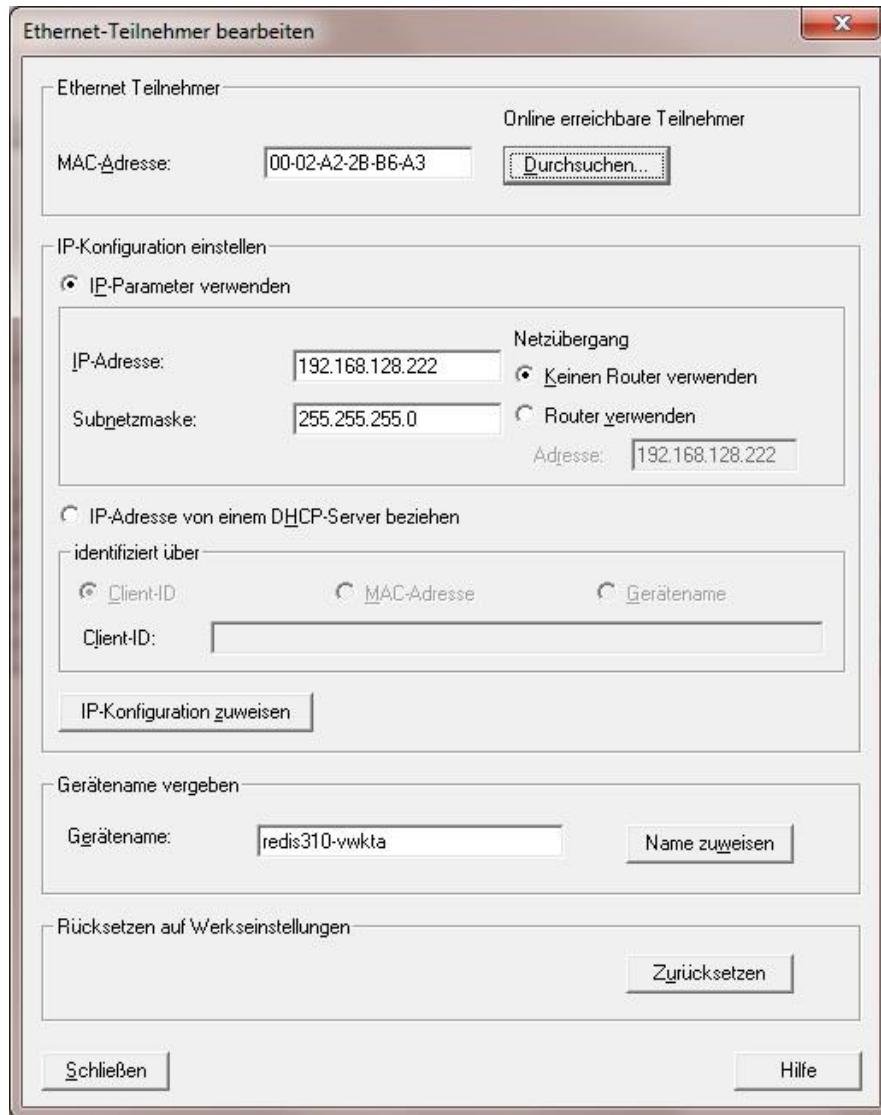 Ethernet-Teilnehmer bearbeiten
Ethernet Teilnehmer
Online erreichbare Teilnehmer
MAC-Adresse: 00-02-A2-2B-B6-A3 Durchsuchen...
IP-Konfiguration einstellen
IP-Parameter verwenden
Netzübergang
IP-Adresse: 192.168.128.222
Keinen Router verwenden
Subnetzmaske: 255.255.255.0
Router verwenden
Adresse: 192.168.128.222
IP-Adresse von einem DHCP-Server beziehen
identifiziert über
Client-ID MAC-Adresse Gerätename
Client-ID:
IP-Konfiguration zuweisen
Gerätename vergeben
Gerätename: redis310-vwkta Name zuweisen
Rücksetzen auf Werkseinstellungen
Zurücksetzen
Schließen Hilfe